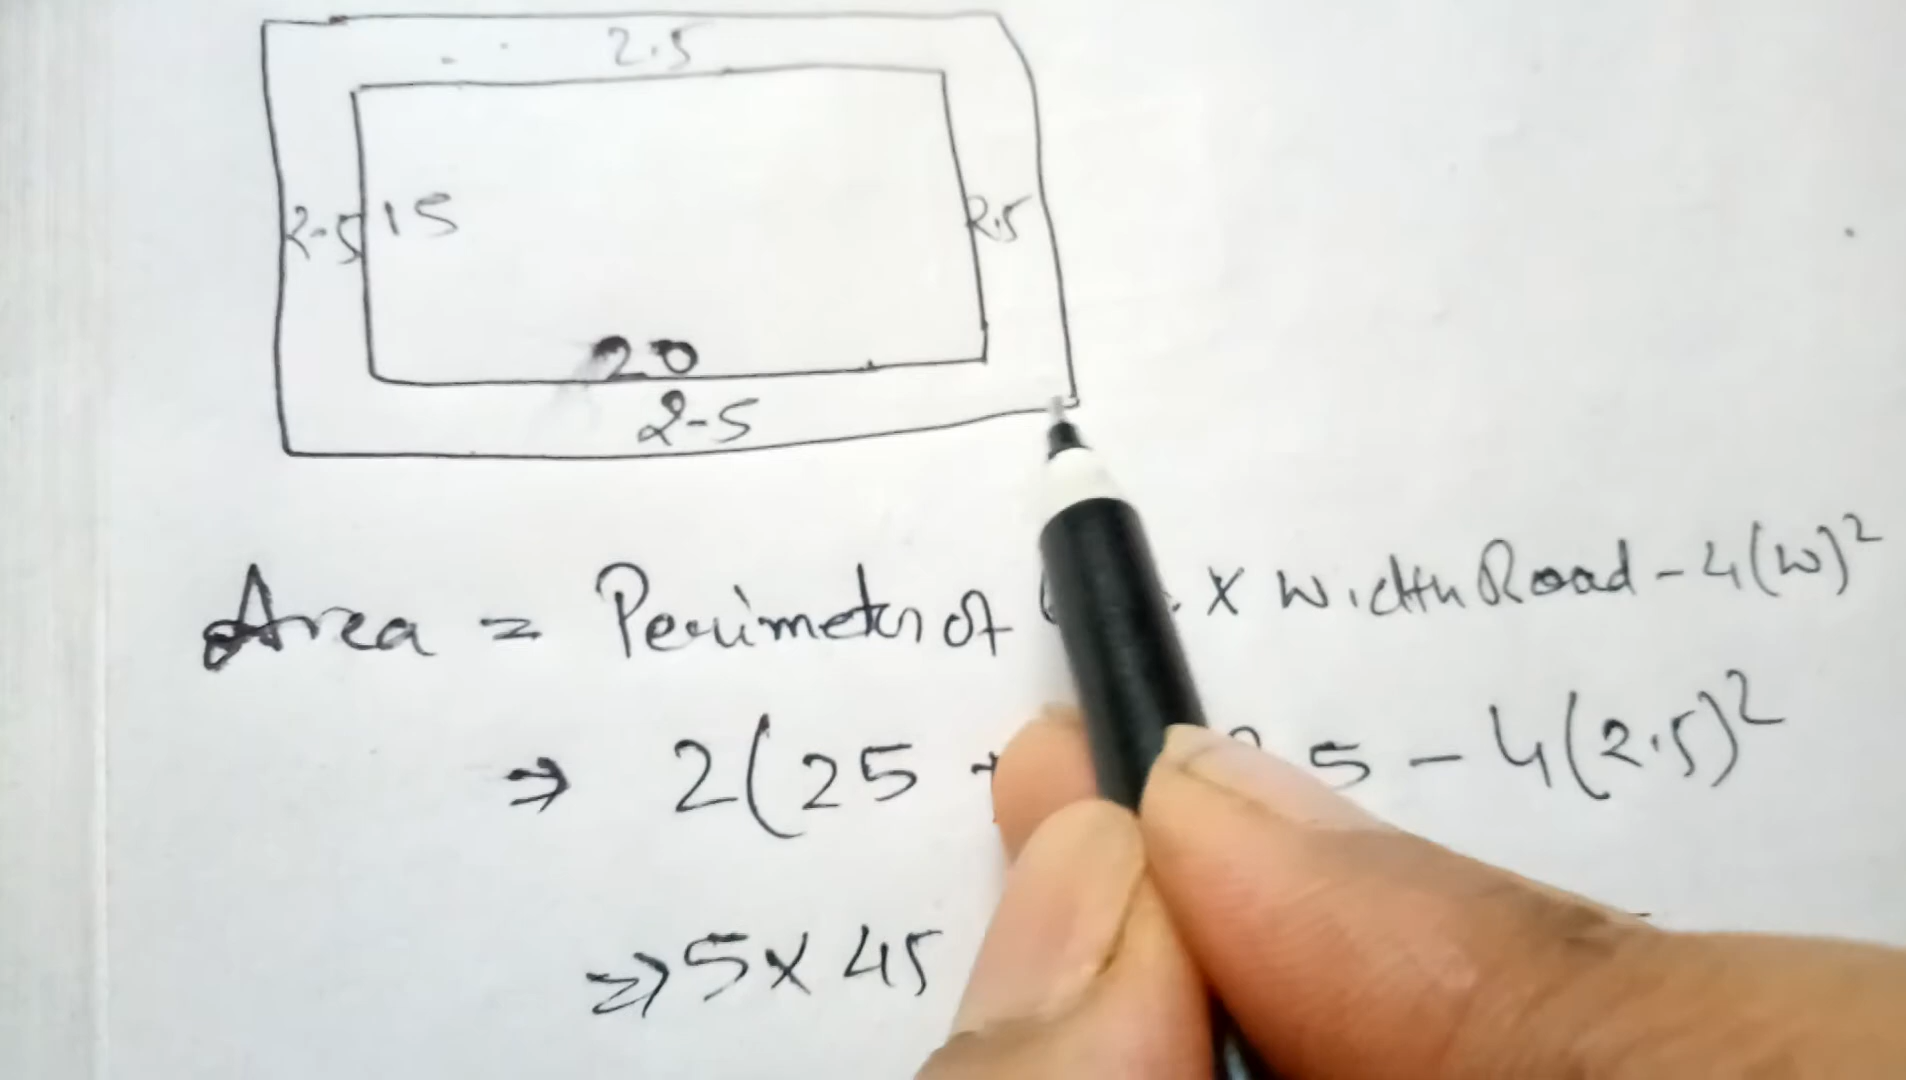 2.5
2-5 15 2.5
20
2-5
Area = Perimeter of × Width Road - 4(W)²
⇒ 2(25 + 5 - 4(2.5)²
⇒ 5 × 45